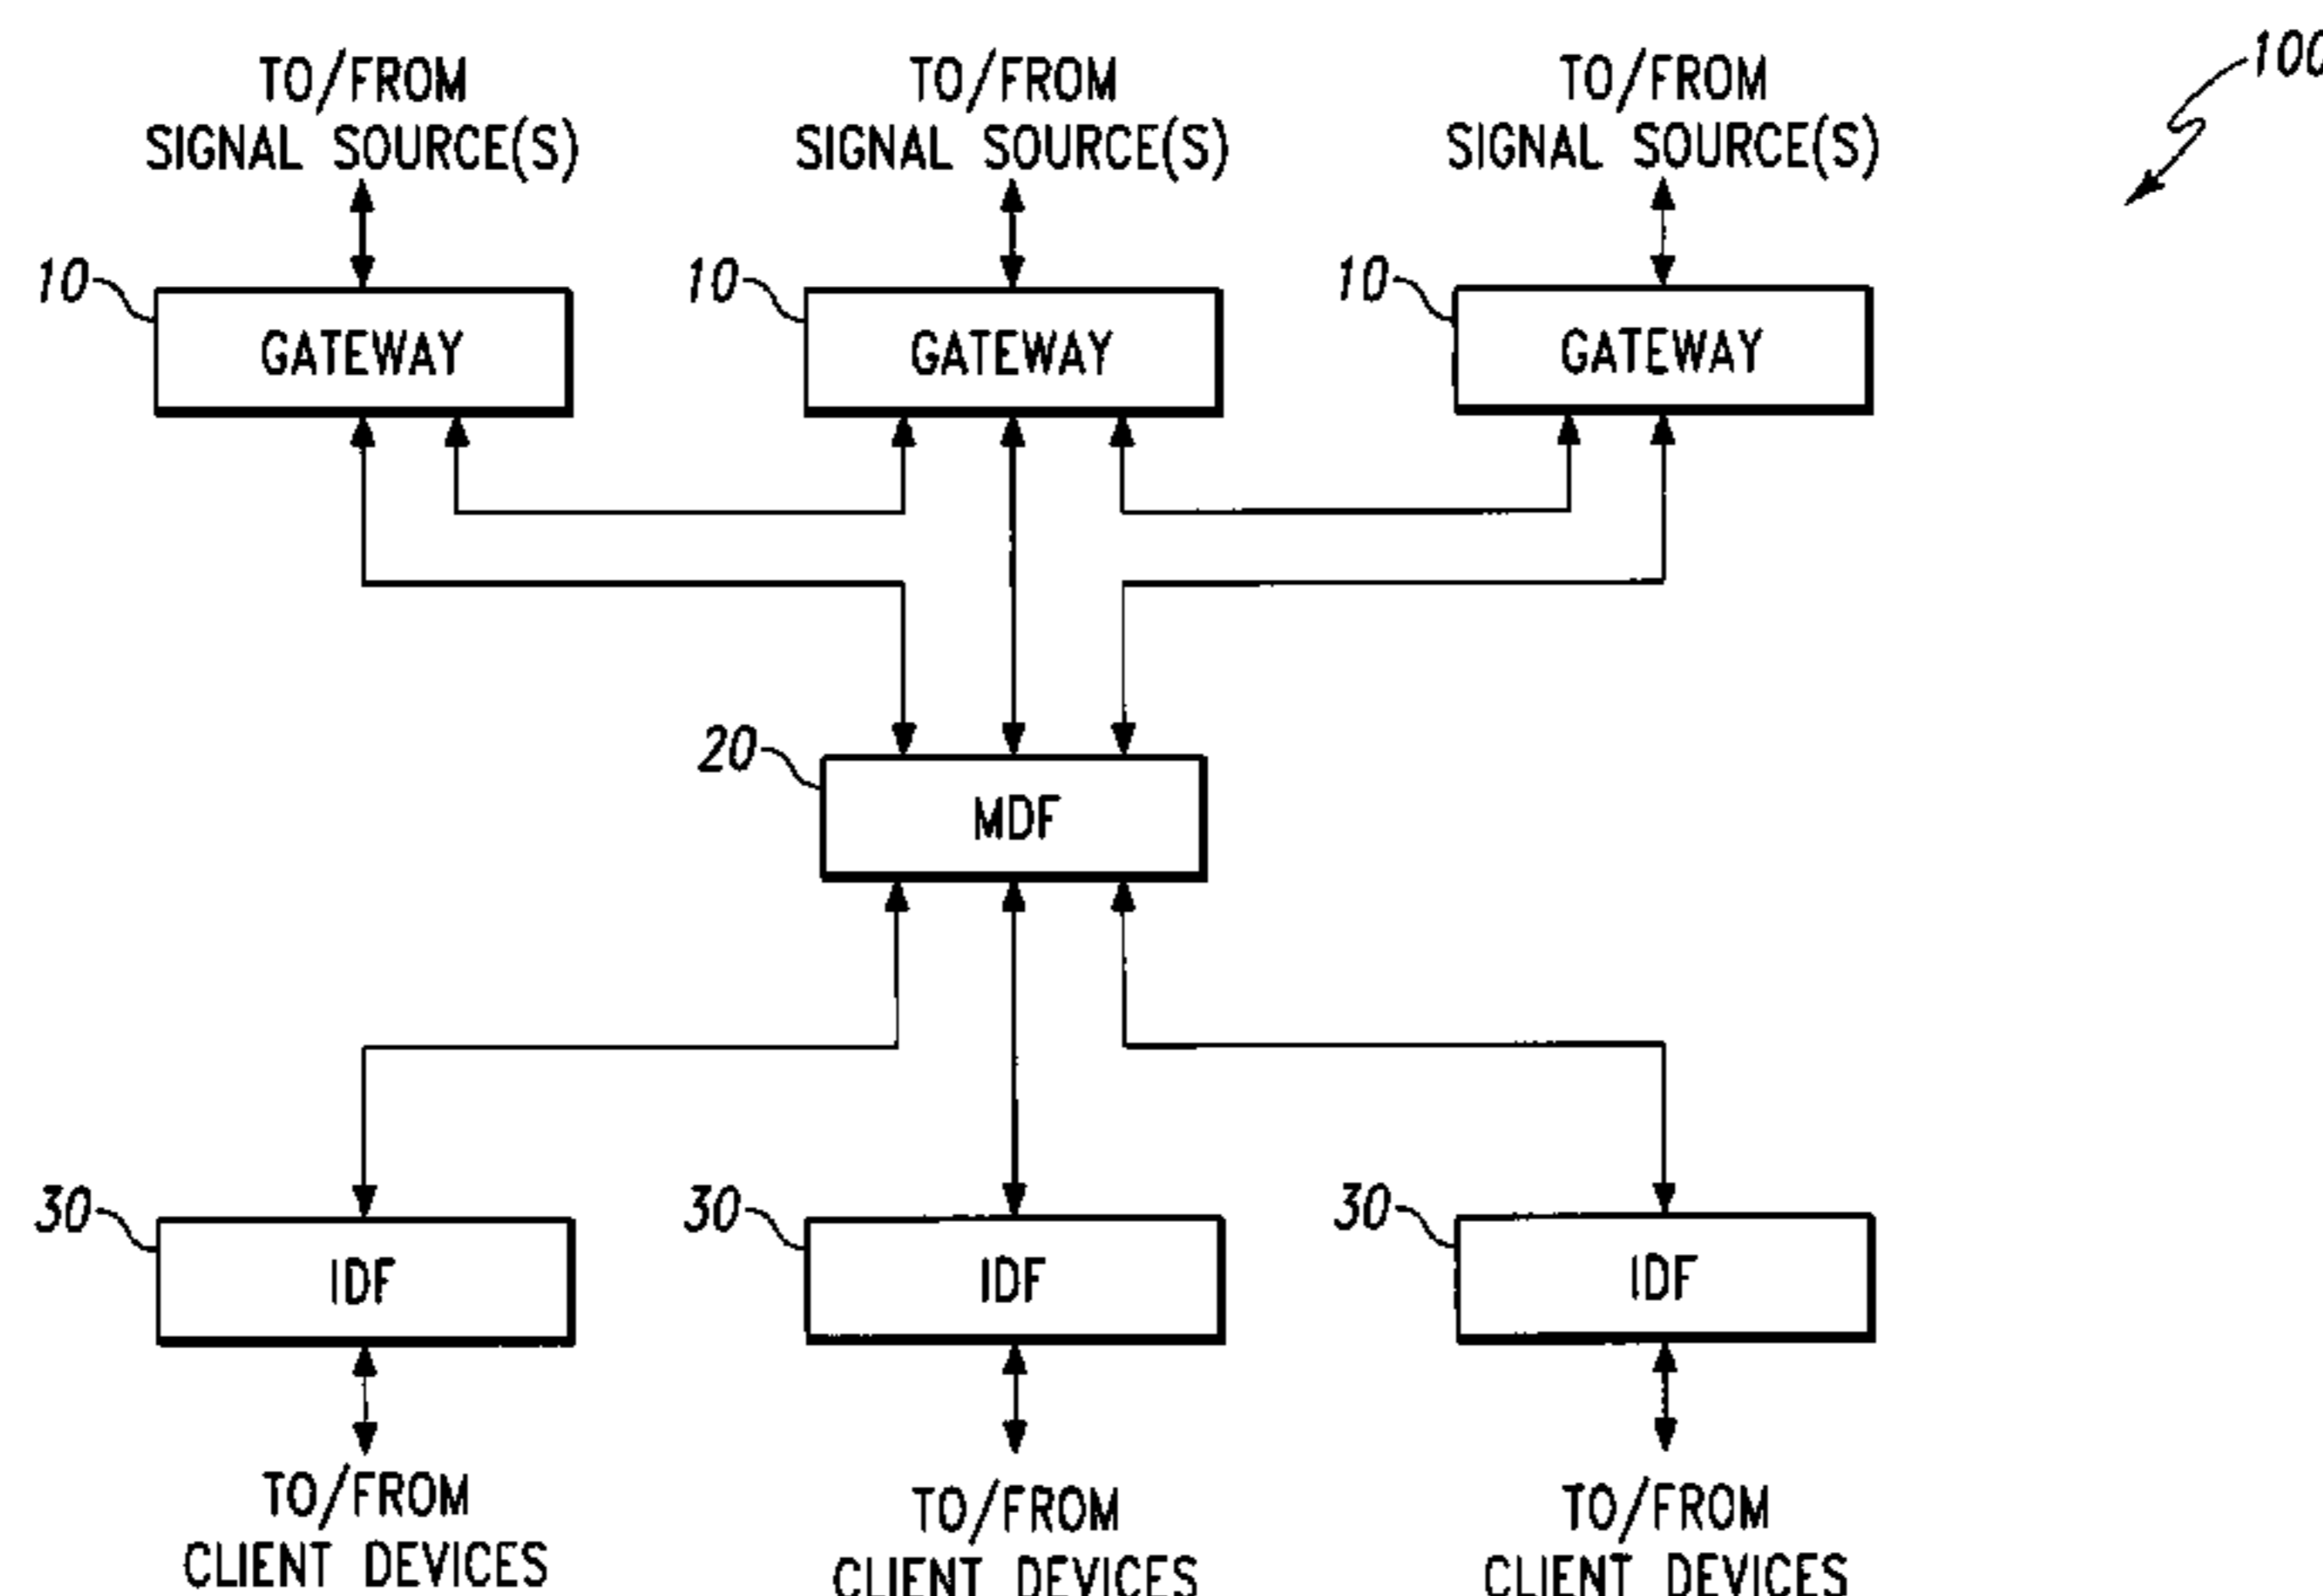 100
TO/FROM
SIGNAL SOURCE(S)
TO/FROM
SIGNAL SOURCE(S)
TO/FROM
SIGNAL SOURCE(S)
10
GATEWAY
10
GATEWAY
10
GATEWAY
20
MDF
30
IDF
30
IDF
30
IDF
TO/FROM
CLIENT DEVICES
TO/FROM
CLIENT DEVICES
TO/FROM
CLIENT DEVICES